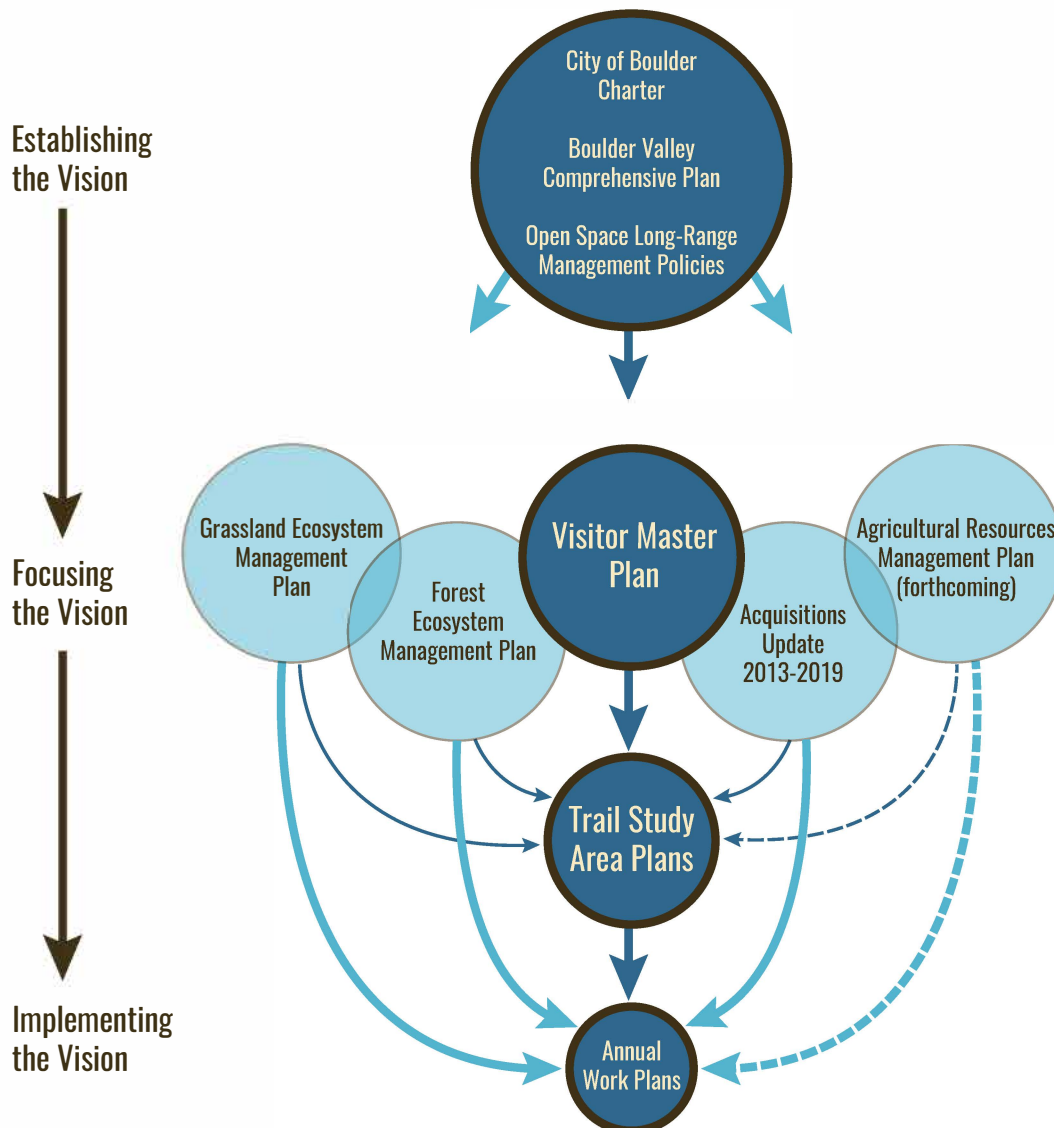 Establishing
the Vision
City of Boulder
Charter
Boulder Valley
Comprehensive Plan
Open Space Long-Range
Management Policies
Focusing
the Vision
Grassland Ecosystem
Management
Plan
Forest
Ecosystem
Management Plan
Visitor Master
Plan
Acquisitions
Update
2013-2019
Agricultural Resources
Management Plan
(forthcoming)
Trail Study
Area Plans
Implementing
the Vision
Annual
Work Plans